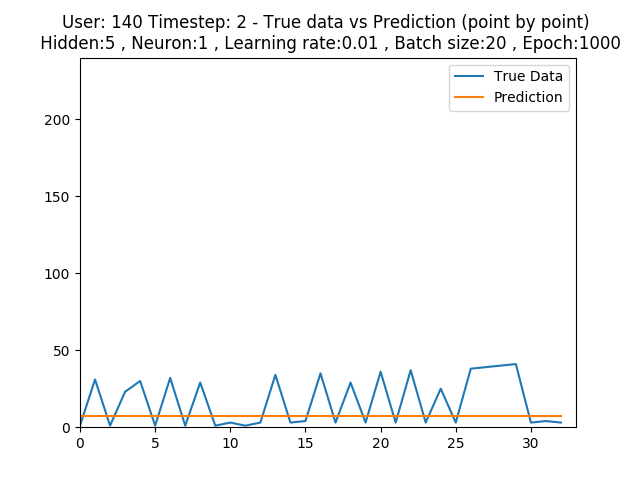 User: 140 Timestep: 2 - True data vs Prediction (point by point)
Hidden:5 , Neuron:1 , Learning rate:0.01 , Batch size:20 , Epoch:1000
True Data
Prediction
200
150
100
50
0
0 5 10 15 20 25 30